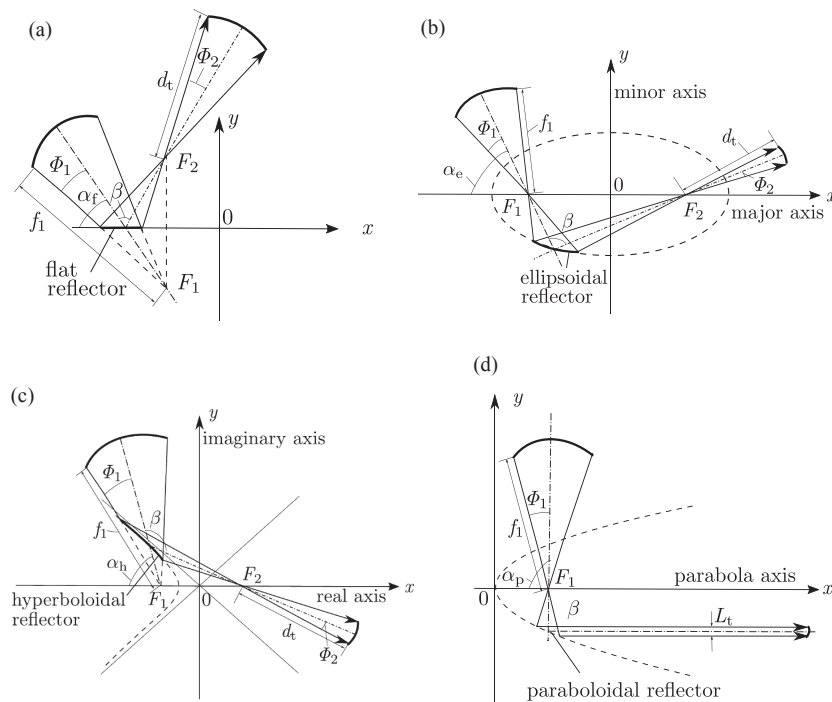 (a)
Φ₂
dₜ
y
F₂
Φ₁
β
α_f
f₁
0
x
flat
reflector
F₁
(b)
y
minor axis
Φ₁
f₁
dₜ
αₑ
0
x
F₁
β
F₂
Φ₂
major axis
ellipsoidal
reflector
(c)
y
imaginary axis
Φ₁
β
f₁
αₕ
F₂
x
hyperboloidal
reflector
F₁
0
real axis
dₜ
Φ₂
(d)
y
Φ₁
f₁
αₚ
F₁
parabola axis
0
x
β
Lₜ
paraboloidal reflector